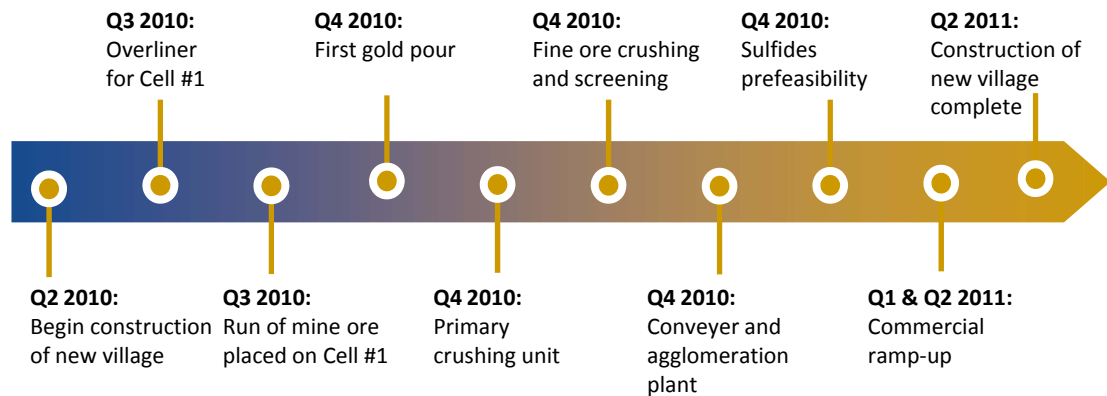 Q3 2010:
Overliner
for Cell #1
Q4 2010:
First gold pour
Q4 2010:
Fine ore crushing
and screening
Q4 2010:
Sulfides
prefeasibility
Q2 2011:
Construction of
new village
complete
Q2 2010:
Begin construction
of new village
Q3 2010:
Run of mine ore
placed on Cell #1
Q4 2010:
Primary
crushing unit
Q4 2010:
Conveyer and
agglomeration
plant
Q1 & Q2 2011:
Commercial
ramp-up